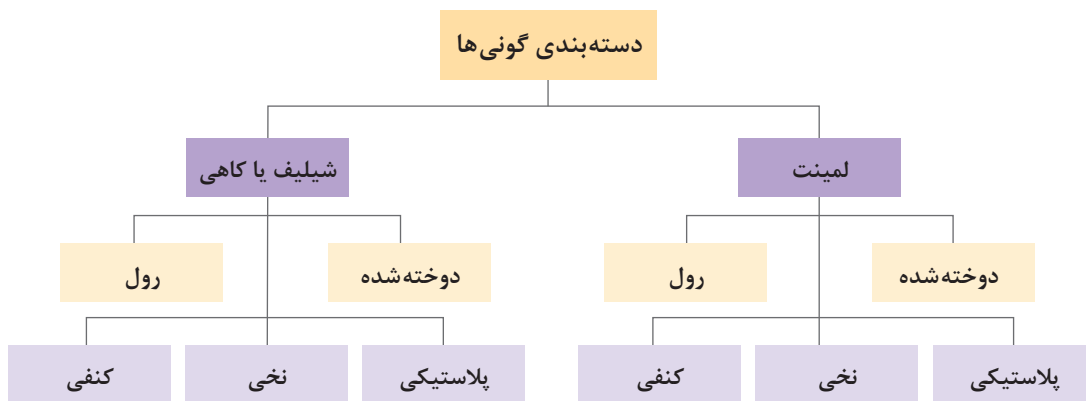 دسته‌بندی گونی‌ها
لمینت
شیلیف یا کاهی
دوخته‌شده
رول
دوخته‌شده
رول
پلاستیکی
نخی
کنفی
پلاستیکی
نخی
کنفی